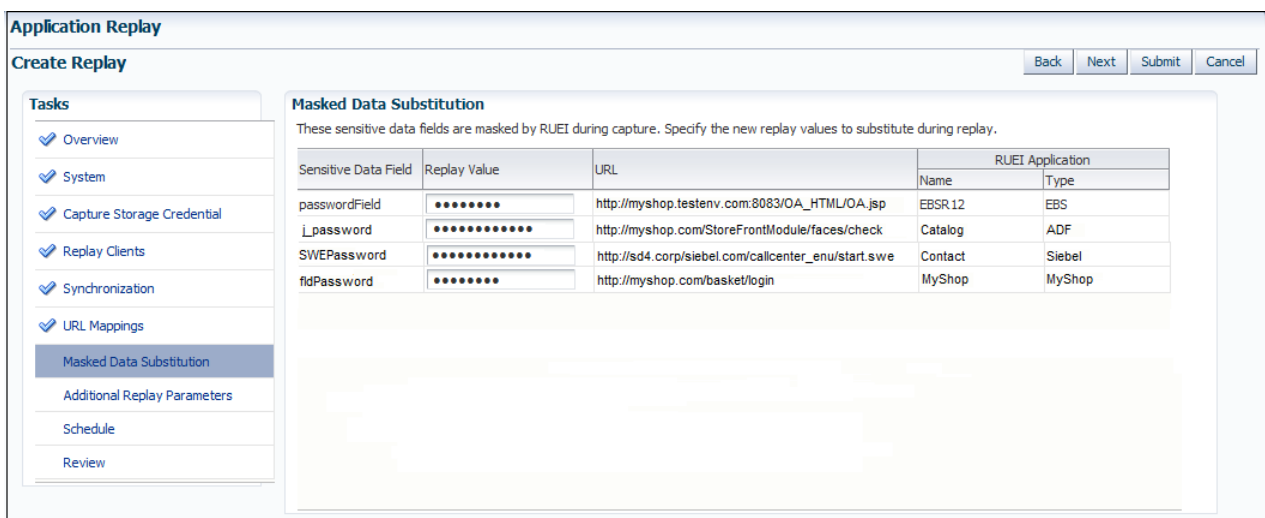 Application Replay
Create Replay
Back Next Submit Cancel
Tasks
Overview
System
Capture Storage Credential
Replay Clients
Synchronization
URL Mappings
Masked Data Substitution
Additional Replay Parameters
Schedule
Review
Masked Data Substitution
These sensitive data fields are masked by RUEI during capture. Specify the new replay values to substitute during replay.
Sensitive Data Field Replay Value URL RUEI Application
Name Type
passwordField •••••••• http://myshop.testenv.com:8083/OA_HTML/OA.jsp EBSR12 EBS
j_password •••••••••••• http://myshop.com/StoreFrontModule/faces/check Catalog ADF
SWEPassword •••••••••••• http://sd4.corp/siebel.com/callcenter_enu/start.swe Contact Siebel
fldPassword •••••••• http://myshop.com/basket/login MyShop MyShop